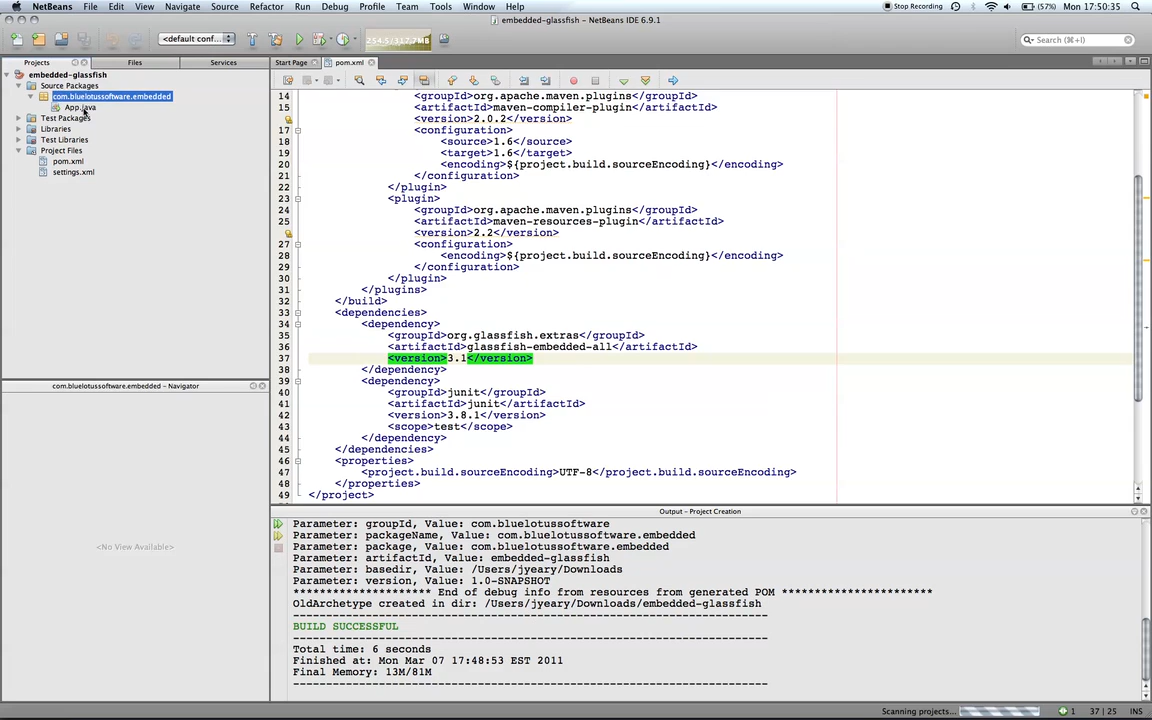 NetBeans File Edit View Navigate Source Refactor Run Debug Profile Team Tools Window Help Stop Recording (57%) Mon 17:50:35
embedded-glassfish – NetBeans IDE 6.9.1
<default conf... 254.5/317.7MB Search (⌘+I)
Projects Files Services Start Page pom.xml
embedded-glassfish
Source Packages
com.bluelotussoftware.embedded
App.java
Test Packages
Libraries
Test Libraries
Project Files
pom.xml
settings.xml
com.bluelotussoftware.embedded – Navigator
<No View Available>
14 <groupId>org.apache.maven.plugins</groupId>
15 <artifactId>maven-compiler-plugin</artifactId>
<version>2.0.2</version>
17 <configuration>
18 <source>1.6</source>
19 <target>1.6</target>
20 <encoding>${project.build.sourceEncoding}</encoding>
21 </configuration>
22 </plugin>
23 <plugin>
24 <groupId>org.apache.maven.plugins</groupId>
25 <artifactId>maven-resources-plugin</artifactId>
<version>2.2</version>
27 <configuration>
28 <encoding>${project.build.sourceEncoding}</encoding>
29 </configuration>
30 </plugin>
31 </plugins>
32 </build>
33 <dependencies>
34 <dependency>
35 <groupId>org.glassfish.extras</groupId>
36 <artifactId>glassfish-embedded-all</artifactId>
37 <version>3.1</version>
38 </dependency>
39 <dependency>
40 <groupId>junit</groupId>
41 <artifactId>junit</artifactId>
42 <version>3.8.1</version>
43 <scope>test</scope>
44 </dependency>
45 </dependencies>
46 <properties>
47 <project.build.sourceEncoding>UTF-8</project.build.sourceEncoding>
48 </properties>
49 </project>
Output – Project Creation
Parameter: groupId, Value: com.bluelotussoftware
Parameter: packageName, Value: com.bluelotussoftware.embedded
Parameter: package, Value: com.bluelotussoftware.embedded
Parameter: artifactId, Value: embedded-glassfish
Parameter: basedir, Value: /Users/jyeary/Downloads
Parameter: version, Value: 1.0-SNAPSHOT
********************* End of debug info from resources from generated POM ***********************
OldArchetype created in dir: /Users/jyeary/Downloads/embedded-glassfish
------------------------------------------------------------------------
BUILD SUCCESSFUL
------------------------------------------------------------------------
Total time: 6 seconds
Finished at: Mon Mar 07 17:48:53 EST 2011
Final Memory: 13M/81M
------------------------------------------------------------------------
Scanning projects... 1 37 | 25 INS